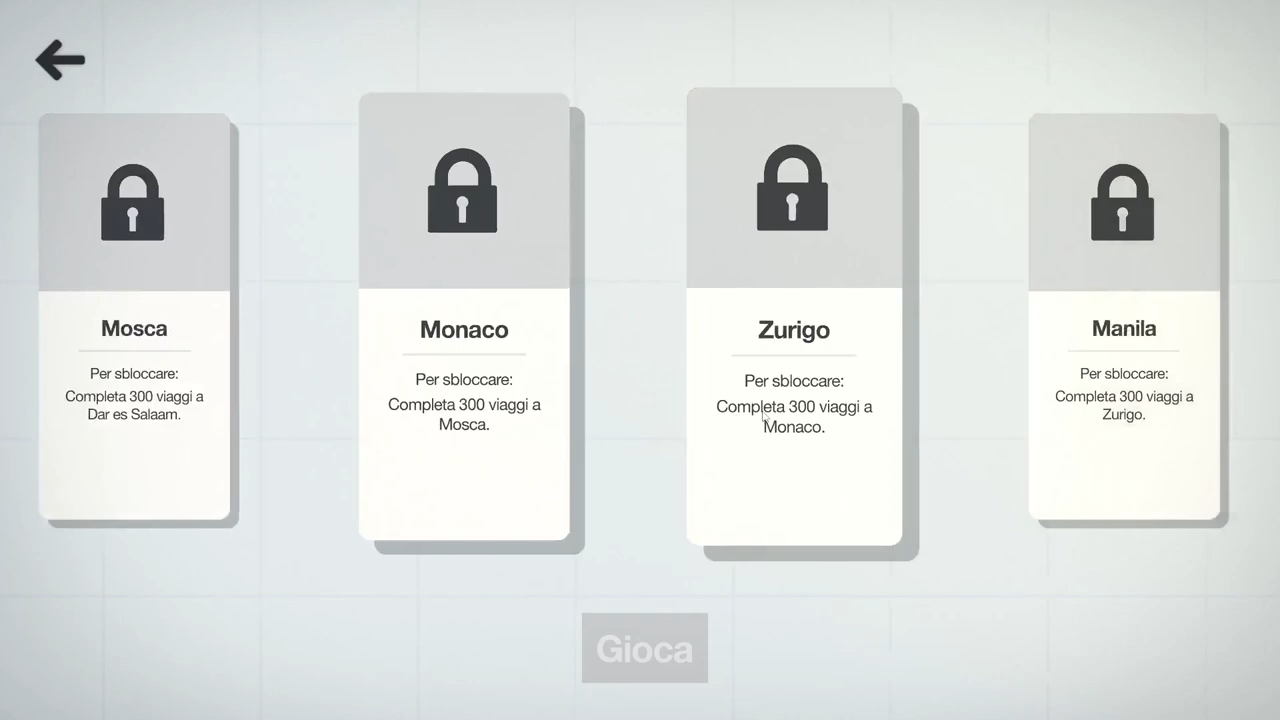 Mosca
Per sbloccare:
Completa 300 viaggi a
Dar es Salaam.
Monaco
Per sbloccare:
Completa 300 viaggi a
Mosca.
Zurigo
Per sbloccare:
Completa 300 viaggi a
Monaco.
Manila
Per sbloccare:
Completa 300 viaggi a
Zurigo.
Gioca